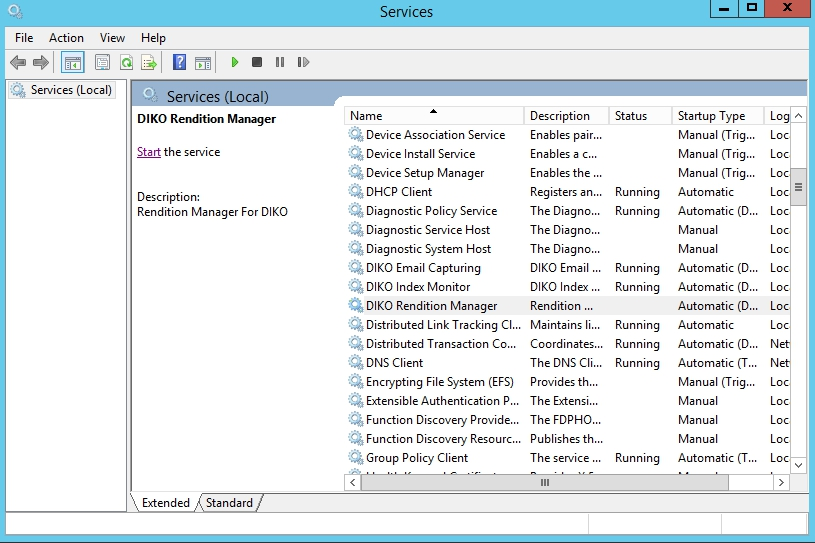 Services
File Action View Help
Services (Local)
Services (Local)
DIKO Rendition Manager
Start the service
Description:
Rendition Manager For DIKO
Name Description Status Startup Type Log
Device Association Service Enables pair... Manual (Trig... Loc
Device Install Service Enables a c... Manual (Trig... Loc
Device Setup Manager Enables the ... Manual (Trig... Loc
DHCP Client Registers an... Running Automatic Loc
Diagnostic Policy Service The Diagno... Running Automatic (D... Loc
Diagnostic Service Host The Diagno... Manual Loc
Diagnostic System Host The Diagno... Manual Loc
DIKO Email Capturing DIKO Email ... Running Automatic (D... Loc
DIKO Index Monitor DIKO Index ... Running Automatic (D... Loc
DIKO Rendition Manager Rendition ... Automatic (D... Loc
Distributed Link Tracking Cl... Maintains li... Running Automatic Loc
Distributed Transaction Co... Coordinates... Running Automatic (D... Net
DNS Client The DNS Cli... Running Automatic (T... Net
Encrypting File System (EFS) Provides th... Manual (Trig... Loc
Extensible Authentication P... The Extensi... Manual Loc
Function Discovery Provide... The FDPHO... Manual Loc
Function Discovery Resourc... Publishes th... Manual Loc
Group Policy Client The service ... Running Automatic (T... Loc
Extended Standard